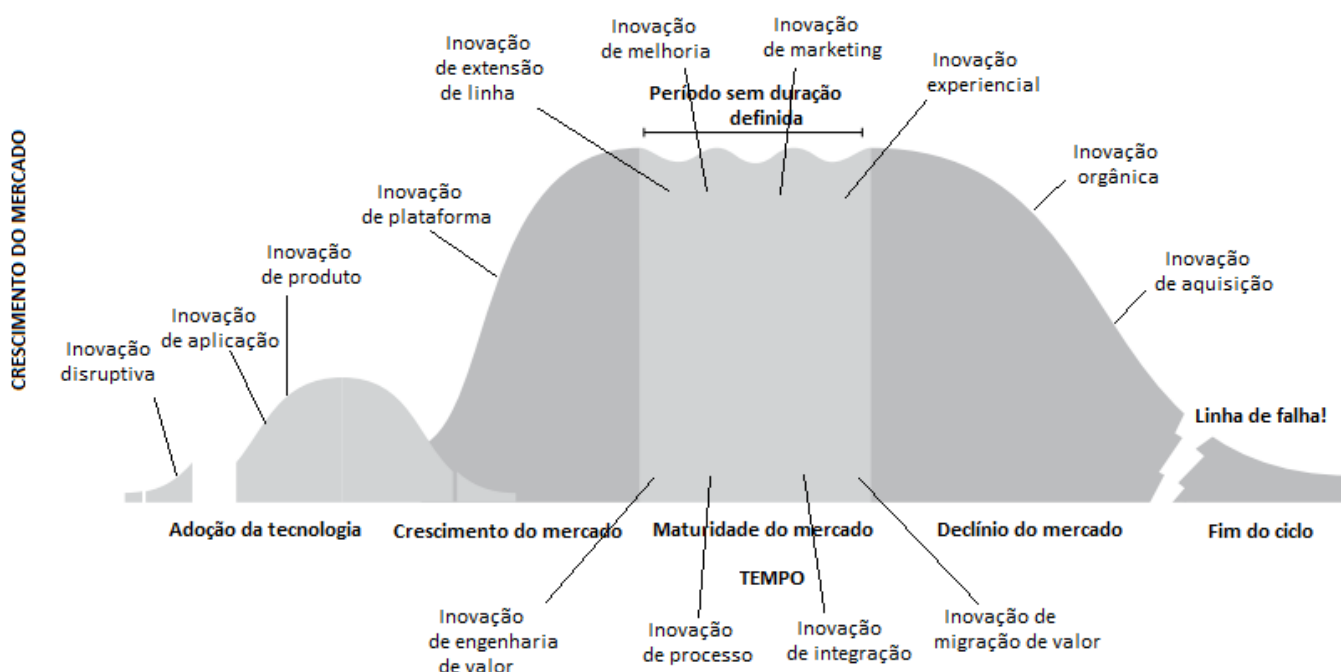 CRESCIMENTO DO MERCADO
Inovação
disruptiva
Inovação
de aplicação
Inovação
de produto
Inovação
de plataforma
Inovação
de extensão
de linha
Inovação
de melhoria
Inovação
de marketing
Inovação
experiencial
Período sem duração
definida
Inovação
orgânica
Inovação
de aquisição
Linha de falha!
Adoção da tecnologia
Crescimento do mercado
Maturidade do mercado
Declínio do mercado
Fim do ciclo
TEMPO
Inovação
de engenharia
de valor
Inovação
de processo
Inovação
de integração
Inovação de
migração de valor